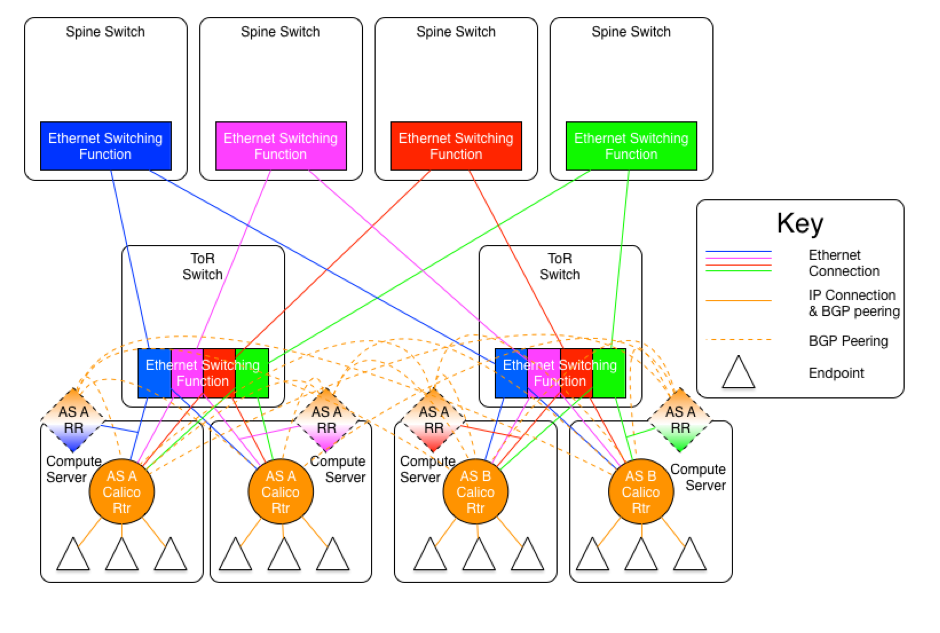 Spine Switch
Spine Switch
Spine Switch
Spine Switch
Ethernet Switching
Function
Ethernet Switching
Function
Ethernet Switching
Function
Ethernet Switching
Function
Key
Ethernet
Connection
IP Connection
& BGP peering
BGP Peering
Endpoint
ToR
Switch
ToR
Switch
Ethernet Switching
Function
Ethernet Switching
Function
AS A
RR
AS A
RR
AS A
RR
AS A
RR
Compute
Server
Compute
Server
Compute
Server
Compute
Server
AS A
Calico
Rtr
AS A
Calico
Rtr
AS B
Calico
Rtr
AS B
Calico
Rtr